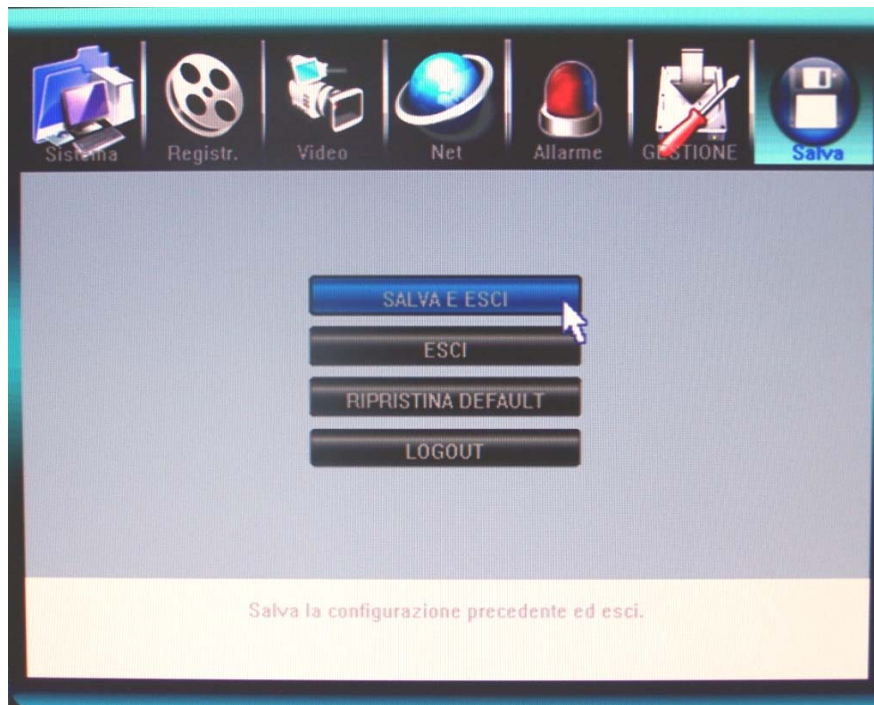 Sistema Registr. Video Net Allarme GESTIONE Salva
SALVA E ESCI
ESCI
RIPRISTINA DEFAULT
LOGOUT
Salva la configurazione precedente ed esci.